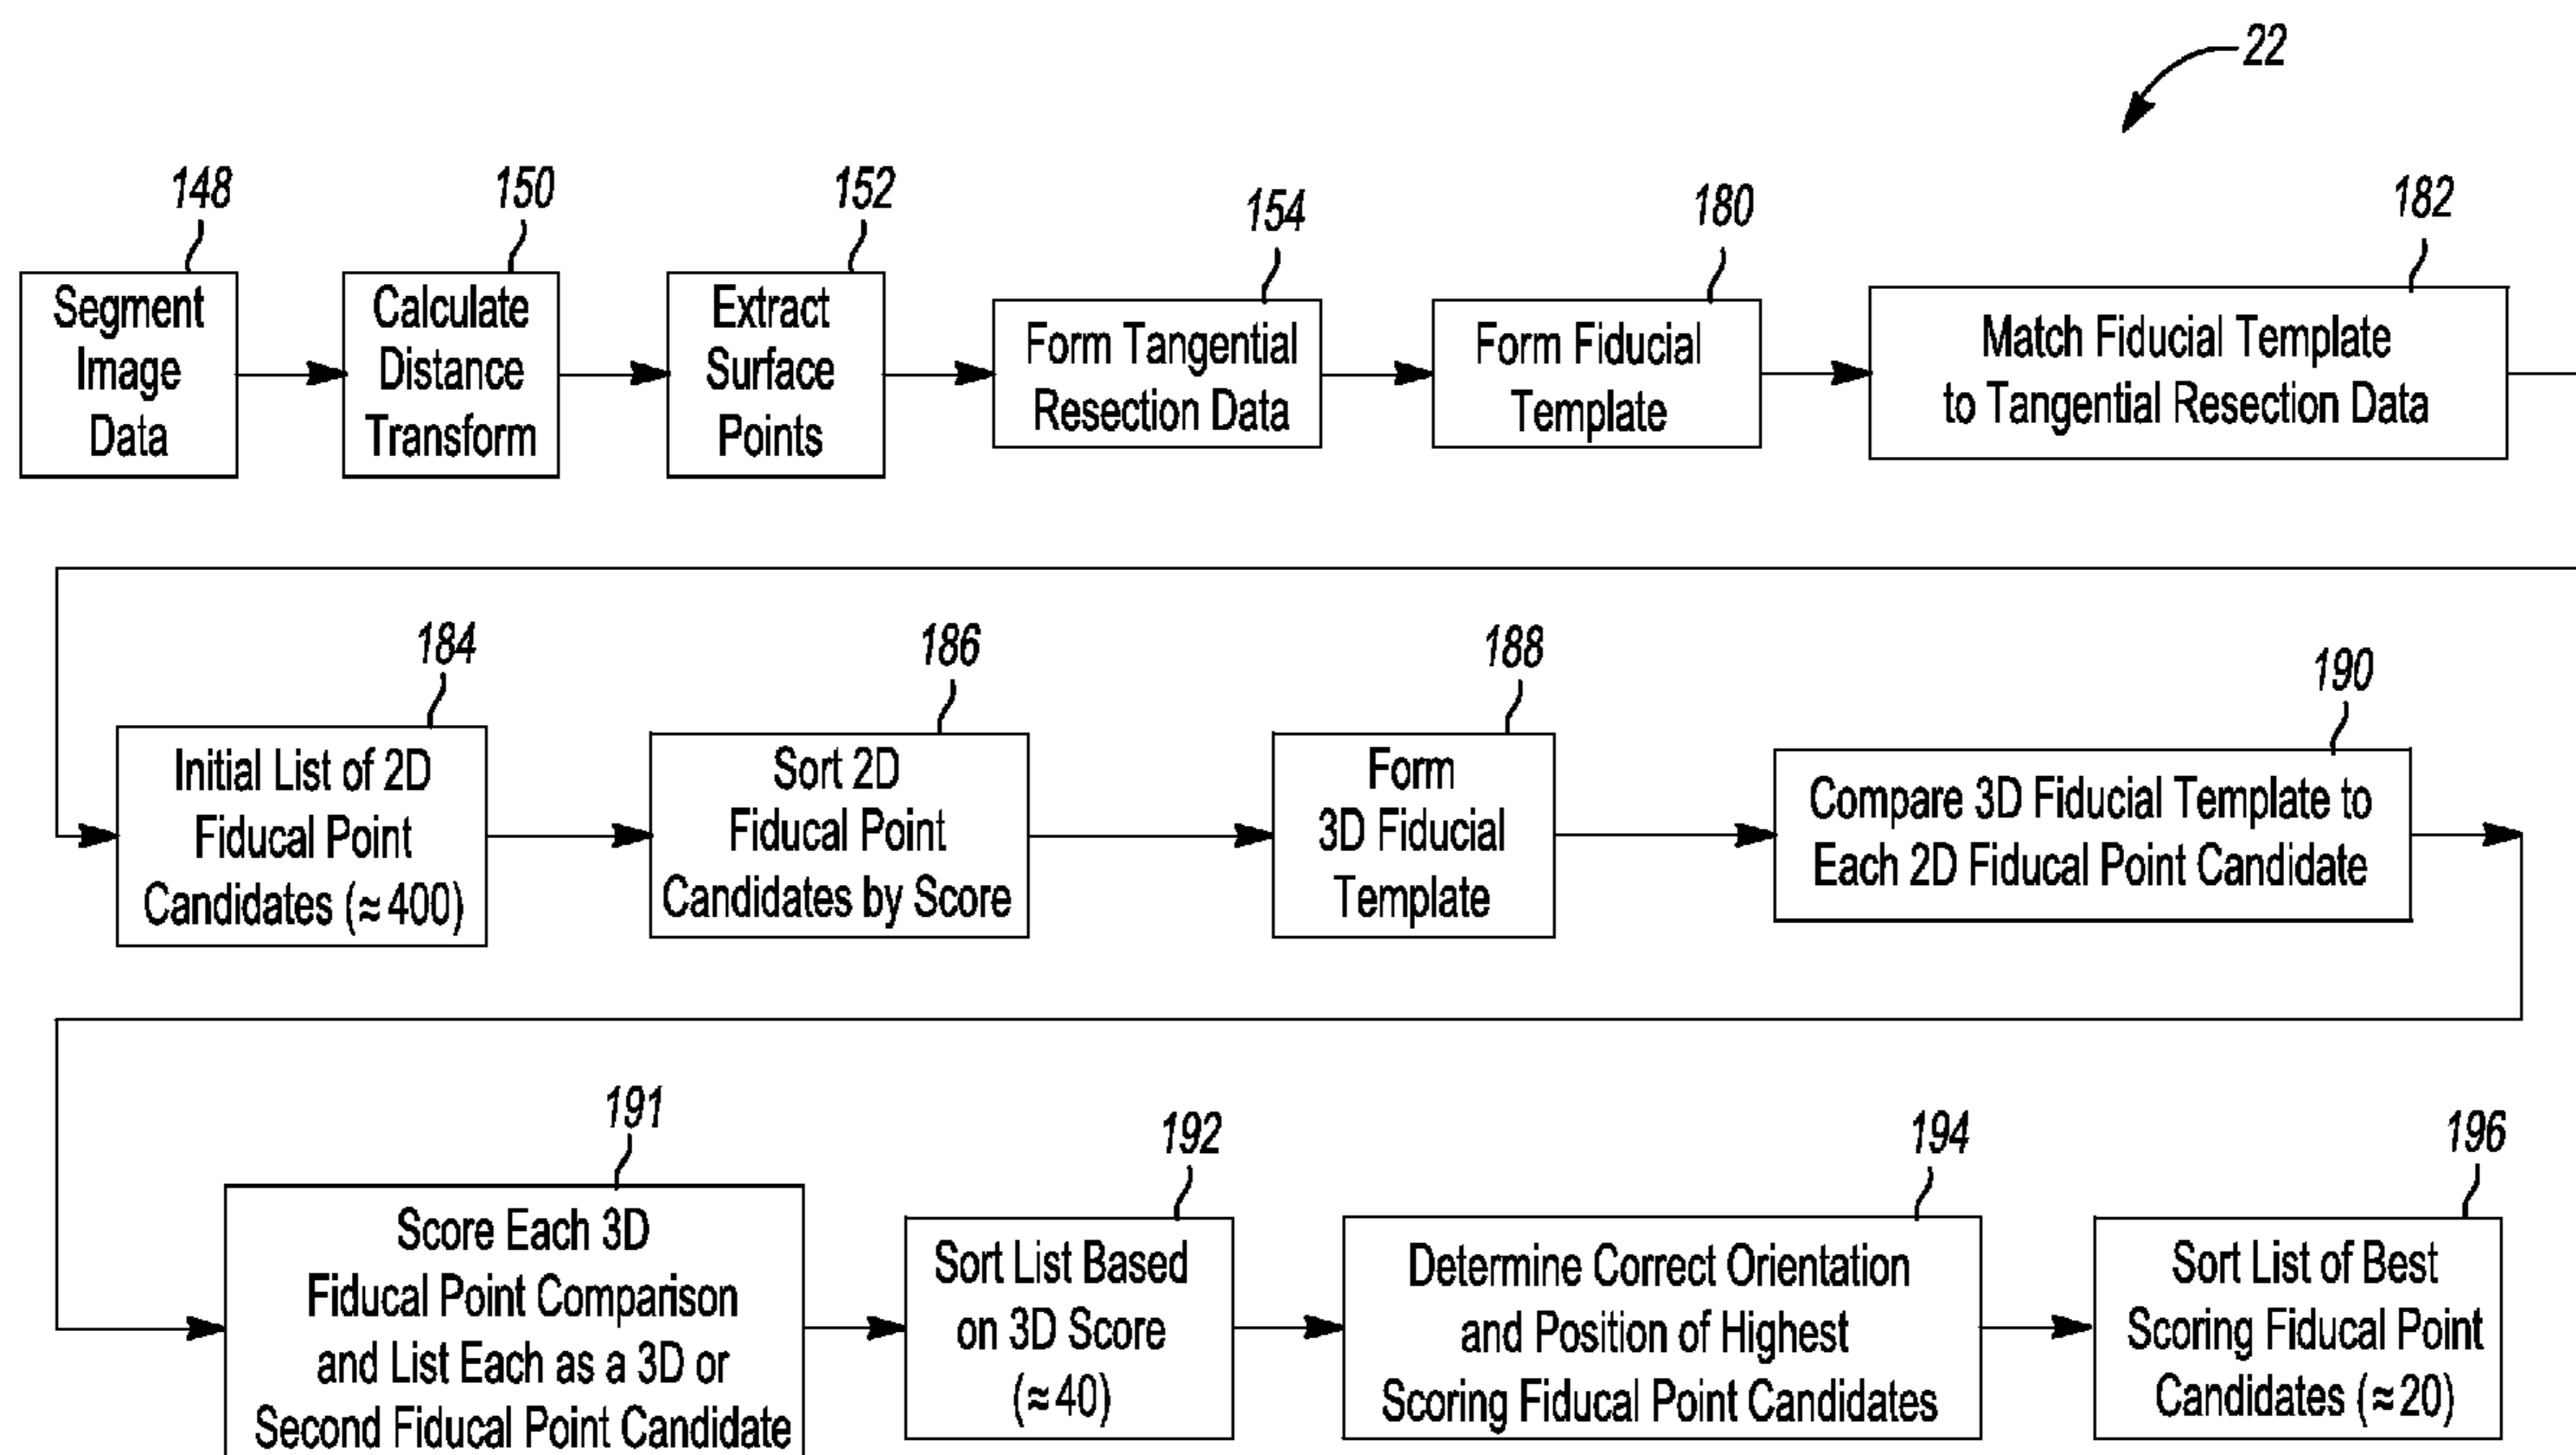 22
148
Segment
Image
Data
150
Calculate
Distance
Transform
152
Extract
Surface
Points
154
Form Tangential
Resection Data
180
Form Fiducial
Template
182
Match Fiducial Template
to Tangential Resection Data
184
Initial List of 2D
Fiducal Point
Candidates (≈400)
186
Sort 2D
Fiducal Point
Candidates by Score
188
Form
3D Fiducial
Template
190
Compare 3D Fiducial Template to
Each 2D Fiducal Point Candidate
191
Score Each 3D
Fiducal Point Comparison
and List Each as a 3D or
Second Fiducal Point Candidate
192
Sort List Based
on 3D Score
(≈40)
194
Determine Correct Orientation
and Position of Highest
Scoring Fiducal Point Candidates
196
Sort List of Best
Scoring Fiducal Point
Candidates (≈20)